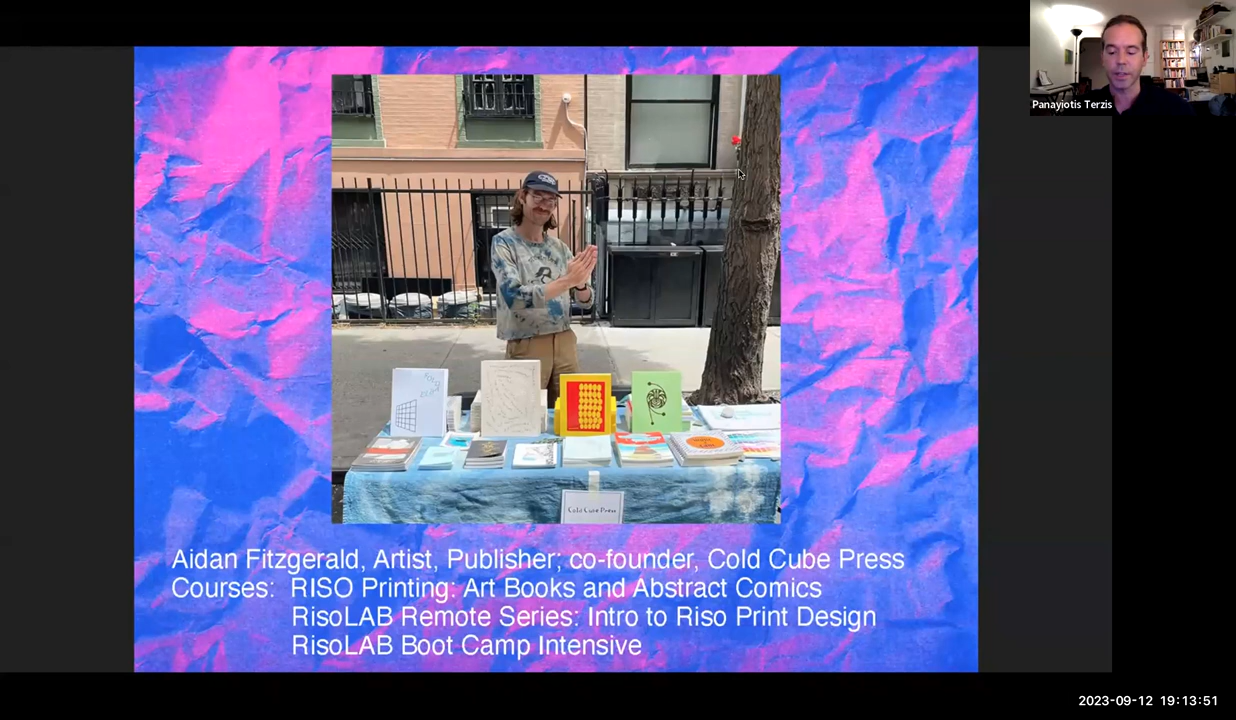 Panayiotis Terzis
Cold Cube Press
Aidan Fitzgerald, Artist, Publisher; co-founder, Cold Cube Press
Courses: RISO Printing: Art Books and Abstract Comics
RisoLAB Remote Series: Intro to Riso Print Design
RisoLAB Boot Camp Intensive
2023-09-12 19:13:51